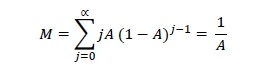 M = ∑_{j=0}^{∝} jA (1 − A)^{j−1} = 1/A